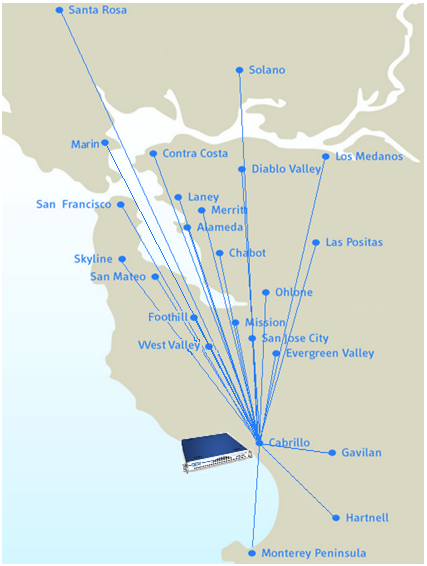 Santa Rosa
Solano
Marin
Contra Costa
Los Medanos
Diablo Valley
Laney
San Francisco
Merritt
Alameda
Las Positas
Chabot
Skyline
San Mateo
Ohlone
Foothill
Mission
San Jose City
West Valley
Evergreen Valley
Cabrillo
Gavilan
Hartnell
Monterey Peninsula